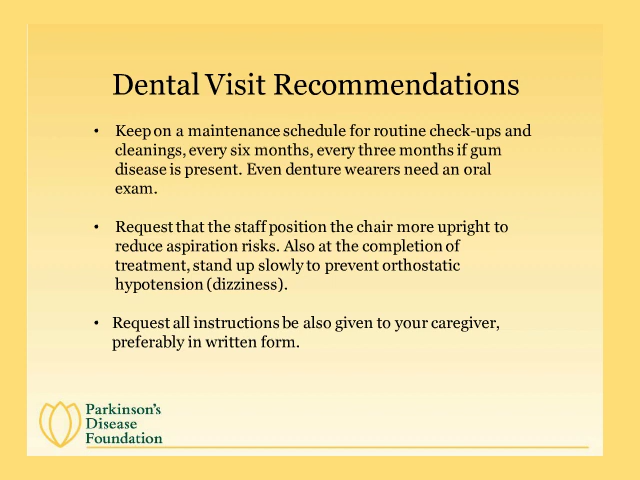 Dental Visit Recommendations
• Keep on a maintenance schedule for routine check-ups and
cleanings, every six months, every three months if gum
disease is present. Even denture wearers need an oral
exam.
• Request that the staff position the chair more upright to
reduce aspiration risks. Also at the completion of
treatment, stand up slowly to prevent orthostatic
hypotension (dizziness).
• Request all instructions be also given to your caregiver,
preferably in written form.
Parkinson's
Disease
Foundation